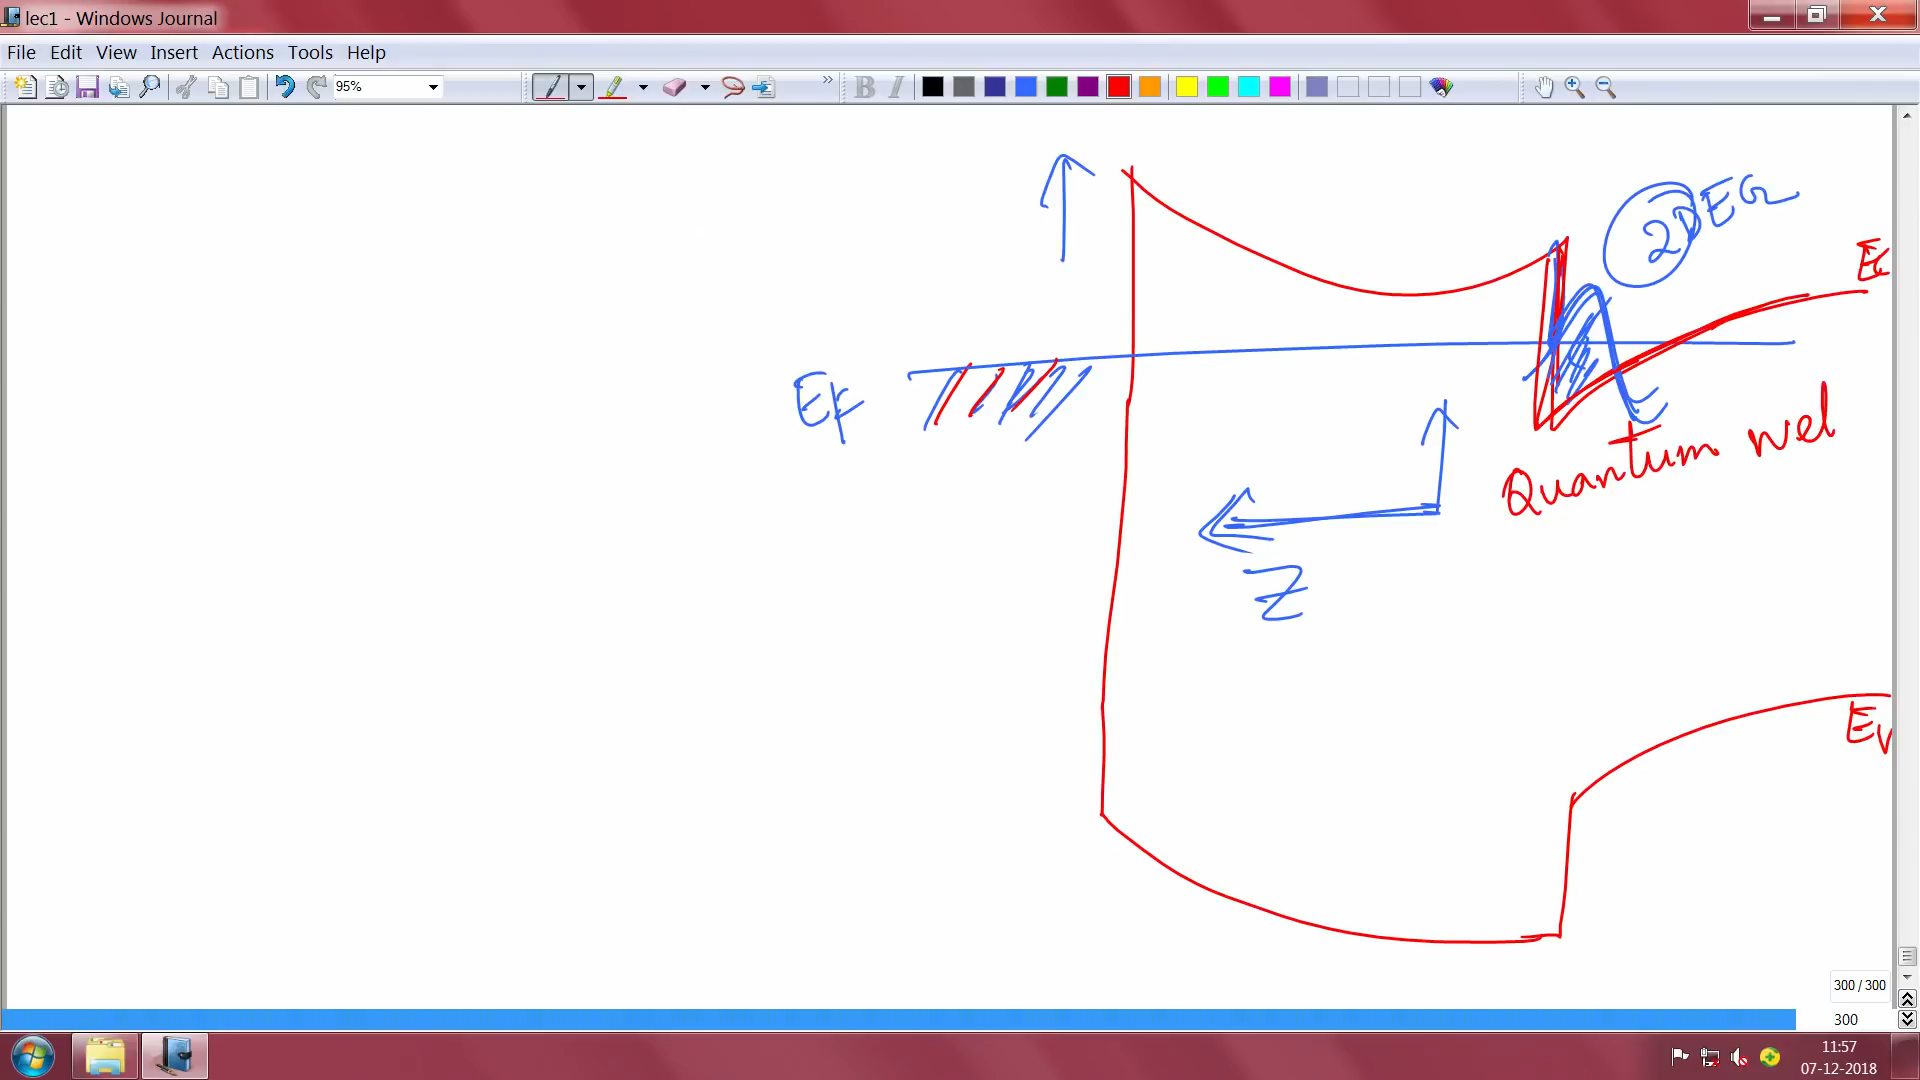 lec1 - Windows Journal
File Edit View Insert Actions Tools Help
95%
B I
2DEG
Ec
EF
Quantum wel
Z
Ev
300 / 300
300
11:57
07-12-2018